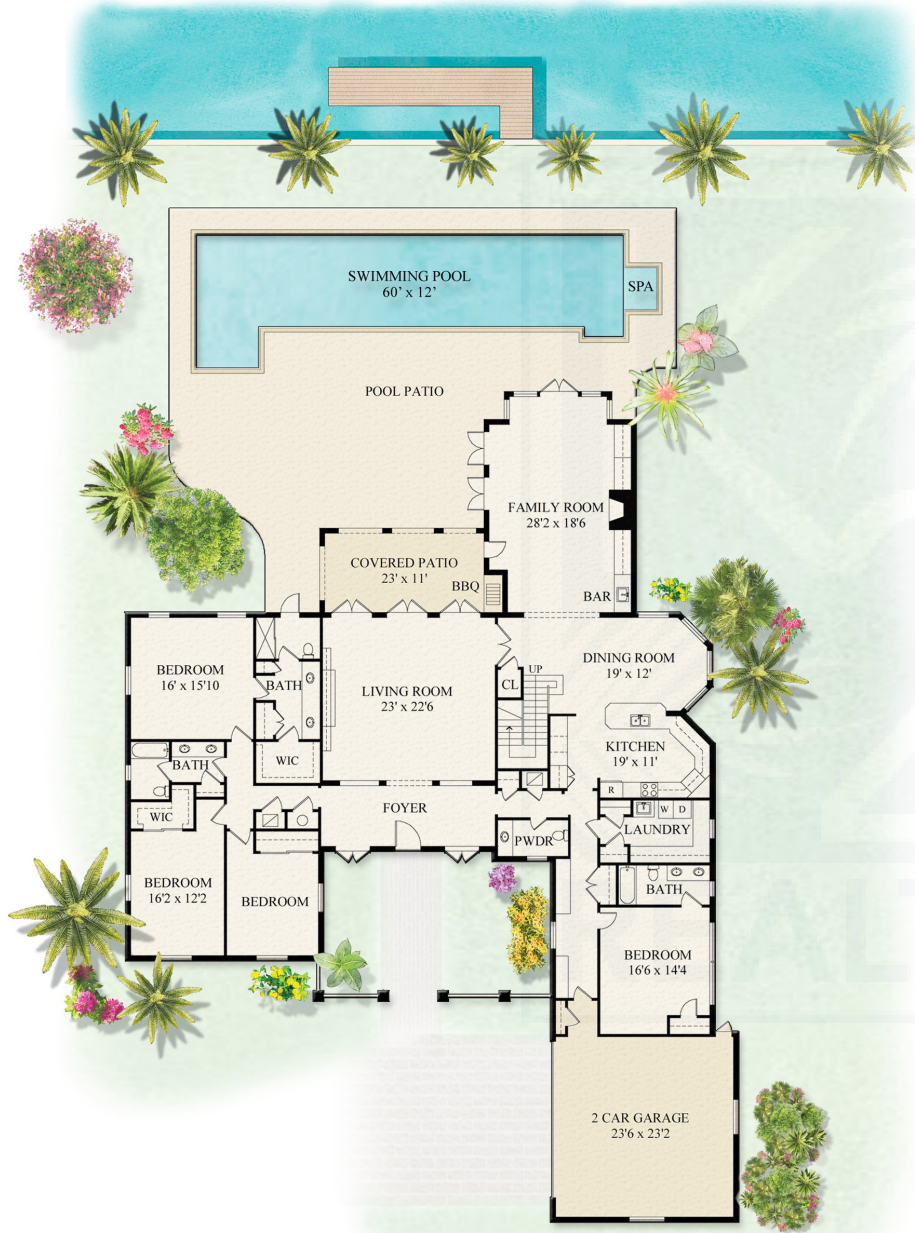 SWIMMING POOL
60' x 12'
SPA
POOL PATIO
FAMILY ROOM
28'2 x 18'6
COVERED PATIO
23' x 11'
BBQ
BAR
BEDROOM
16' x 15'10
BATH
LIVING ROOM
23' x 22'6
CL
UP
DINING ROOM
19' x 12'
KITCHEN
19' x 11'
BATH
WIC
WIC
R
FOYER
PWDR
W D
LAUNDRY
BEDROOM
16'2 x 12'2
BEDROOM
BATH
BEDROOM
16'6 x 14'4
2 CAR GARAGE
23'6 x 23'2